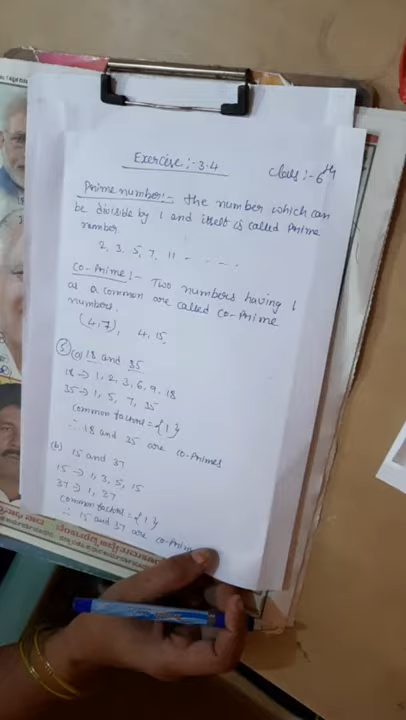 Exercise :- 3.4
Class :- 6th
Prime number :- the number which can
be divisible by 1 and itself is called Prime
number
2, 3, 5, 7, 11 - - - - -
Co-Prime :- Two numbers having 1
as a common are called Co-Prime
numbers.
(4,7), 4,15,
5 (a) 18 and 35
18 → 1, 2, 3, 6, 9, 18
35 → 1, 5, 7, 35
Common factors = {1}
∴ 18 and 35 are co-Primes
(b) 15 and 37
15 → 1, 3, 5, 15
37 → 1, 37
Common factors = {1}
∴ 15 and 37 are co-Prim